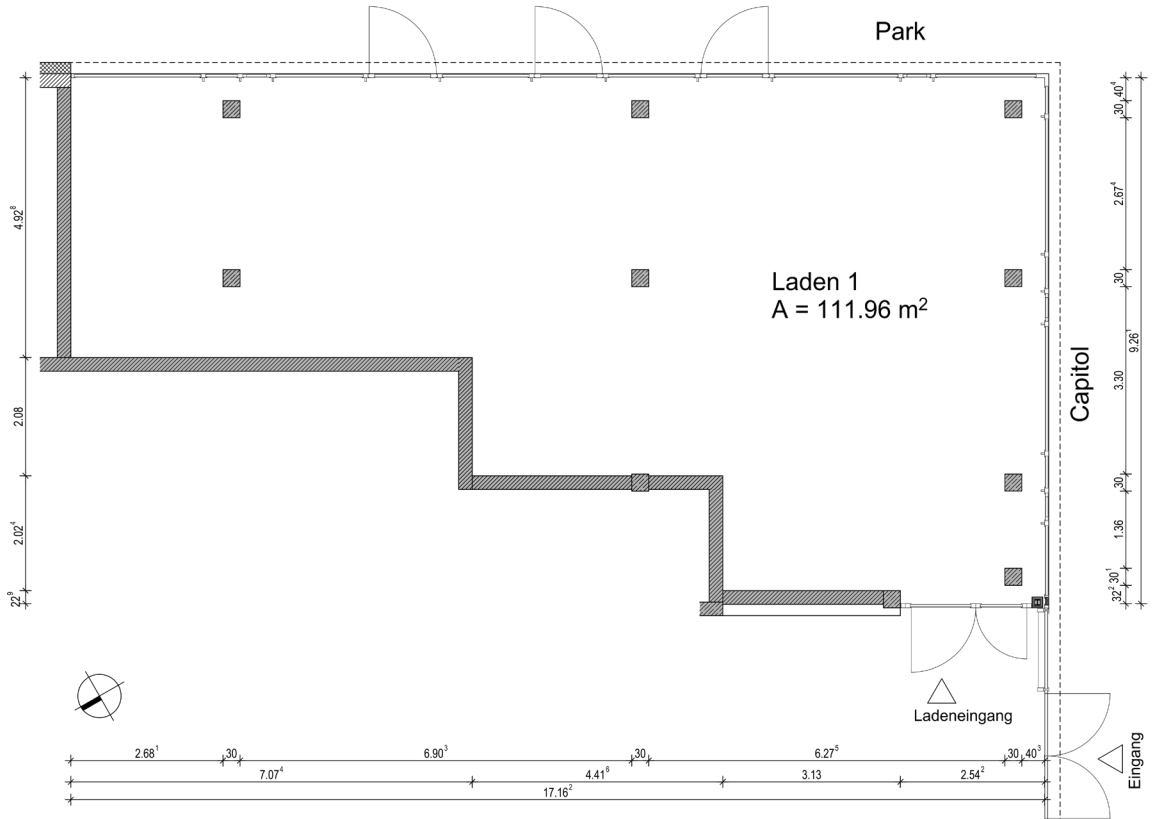 Park
40⁴
30
2.67⁴
30
3.30
30
1.36
30¹
32²
9.26¹
4.92⁸
2.08
2.02⁴
22⁹
Laden 1
A = 111.96 m²
Capitol
Ladeneingang
Eingang
2.68¹ 30 6.90³ 30 6.27⁵ 30 40³
7.07⁴ 4.41⁶ 3.13 2.54²
17.16²